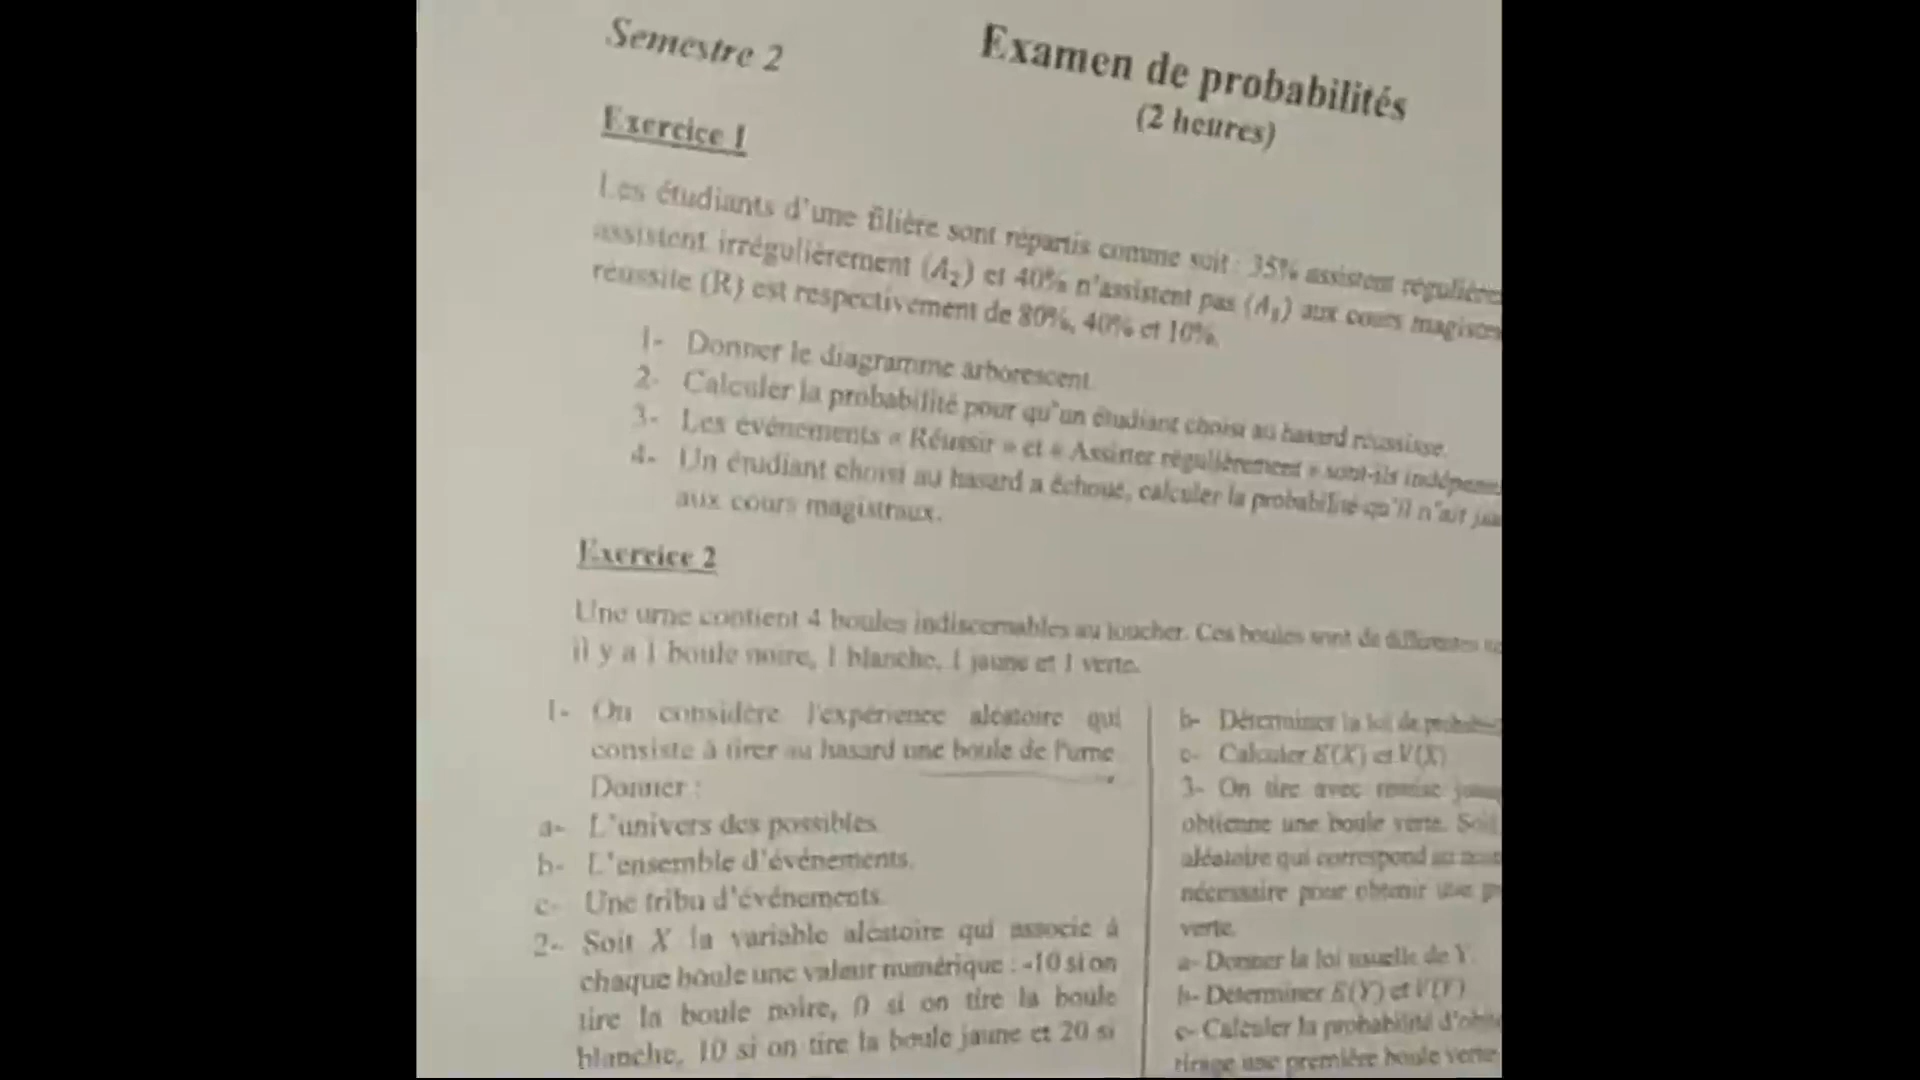 Semestre 2
Examen de probabilités
(2 heures)
Exercice 1
Les étudiants d'une filière sont répartis comme suit : 35% assistent
assistent irrégulièrement (A₂) et 40% n'assistent pas (A₃) aux cours
réussite (R) est respectivement de 80%, 40% et 10%.
1- Donner le diagramme arborescent.
2- Calculer la probabilité pour qu'un étudiant choisi au hasard réussisse.
3- Les événements « Réussir » et « Assister régulièrement » sont-ils
4- Un étudiant choisi au hasard a échoué, calculer la probabilité qu'il n'ait
aux cours magistraux.
Exercice 2
Une urne contient 4 boules indiscernables au toucher. Ces boules sont de différentes
il y a 1 boule noire, 1 blanche, 1 jaune et 1 verte.
1- On considère l'expérience aléatoire qui
consiste à tirer au hasard une boule de l'urne
Donner :
a- L'univers des possibles
b- L'ensemble d'événements.
c- Une tribu d'événements.
2- Soit X la variable aléatoire qui associe à
chaque boule une valeur numérique : -10 si on
tire la boule noire, 0 si on tire la boule
blanche, 10 si on tire la boule jaune et 20 si
b- Déterminer la loi de
c- Calculer E(X) et V(X)
3- On tire avec remise
obtienne une boule verte. Soit
aléatoire qui correspond au
nécessaire pour obtenir une
verte.
a- Donner la loi usuelle de Y
b- Déterminer E(Y) et V(Y)
c- Calculer la probabilité
tirage une première boule verte